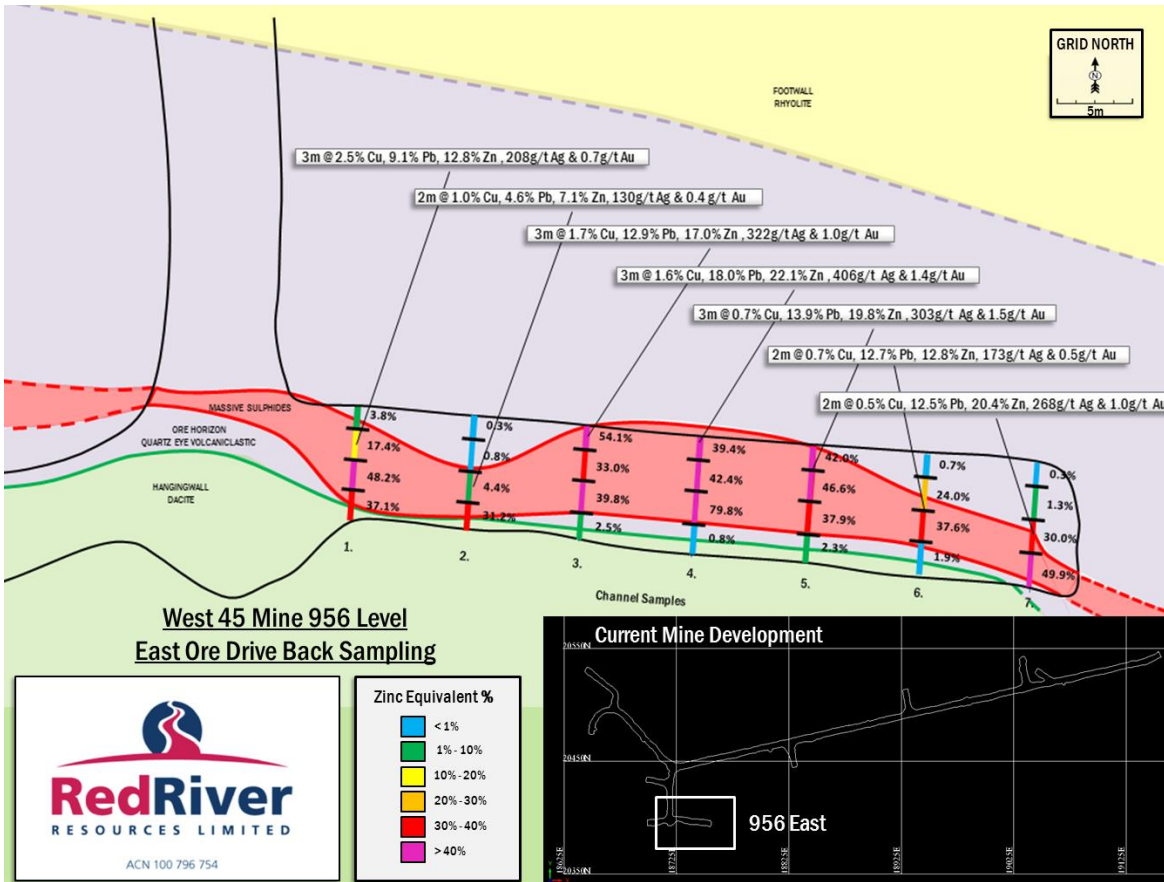 GRID NORTH
N
5m
FOOTWALL
RHYOLITE
3m @ 2.5% Cu, 9.1% Pb, 12.8% Zn , 208g/t Ag & 0.7g/t Au
2m @ 1.0% Cu, 4.6% Pb, 7.1% Zn, 130g/t Ag & 0.4 g/t Au
3m @ 1.7% Cu, 12.9% Pb, 17.0% Zn , 322g/t Ag & 1.0g/t Au
3m @ 1.6% Cu, 18.0% Pb, 22.1% Zn , 406g/t Ag & 1.4g/t Au
3m @ 0.7% Cu, 13.9% Pb, 19.8% Zn , 303g/t Ag & 1.5g/t Au
2m @ 0.7% Cu, 12.7% Pb, 12.8% Zn, 173g/t Ag & 0.5g/t Au
2m @ 0.5% Cu, 12.5% Pb, 20.4% Zn, 268g/t Ag & 1.0g/t Au
MASSIVE SULPHIDES
ORE HORIZON
QUARTZ EYE VOLCANICLASTIC
HANGINGWALL
DACITE
3.8%
17.4%
48.2%
37.1%
1.
0.3%
0.8%
4.4%
31.2%
2.
54.1%
33.0%
39.8%
2.5%
3.
39.4%
42.4%
79.8%
0.8%
4.
42.0%
46.6%
37.9%
2.3%
5.
0.7%
24.0%
37.6%
1.9%
6.
0.3%
1.3%
30.0%
49.9%
7.
Channel Samples
West 45 Mine 956 Level
East Ore Drive Back Sampling
RedRiver
RESOURCES LIMITED
ACN 100 796 754
Zinc Equivalent %
< 1%
1% - 10%
10% - 20%
20% - 30%
30% - 40%
> 40%
Current Mine Development
20550N
20450N
20350N
956 East
18625E
18725E
18825E
18925E
19025E
19125E